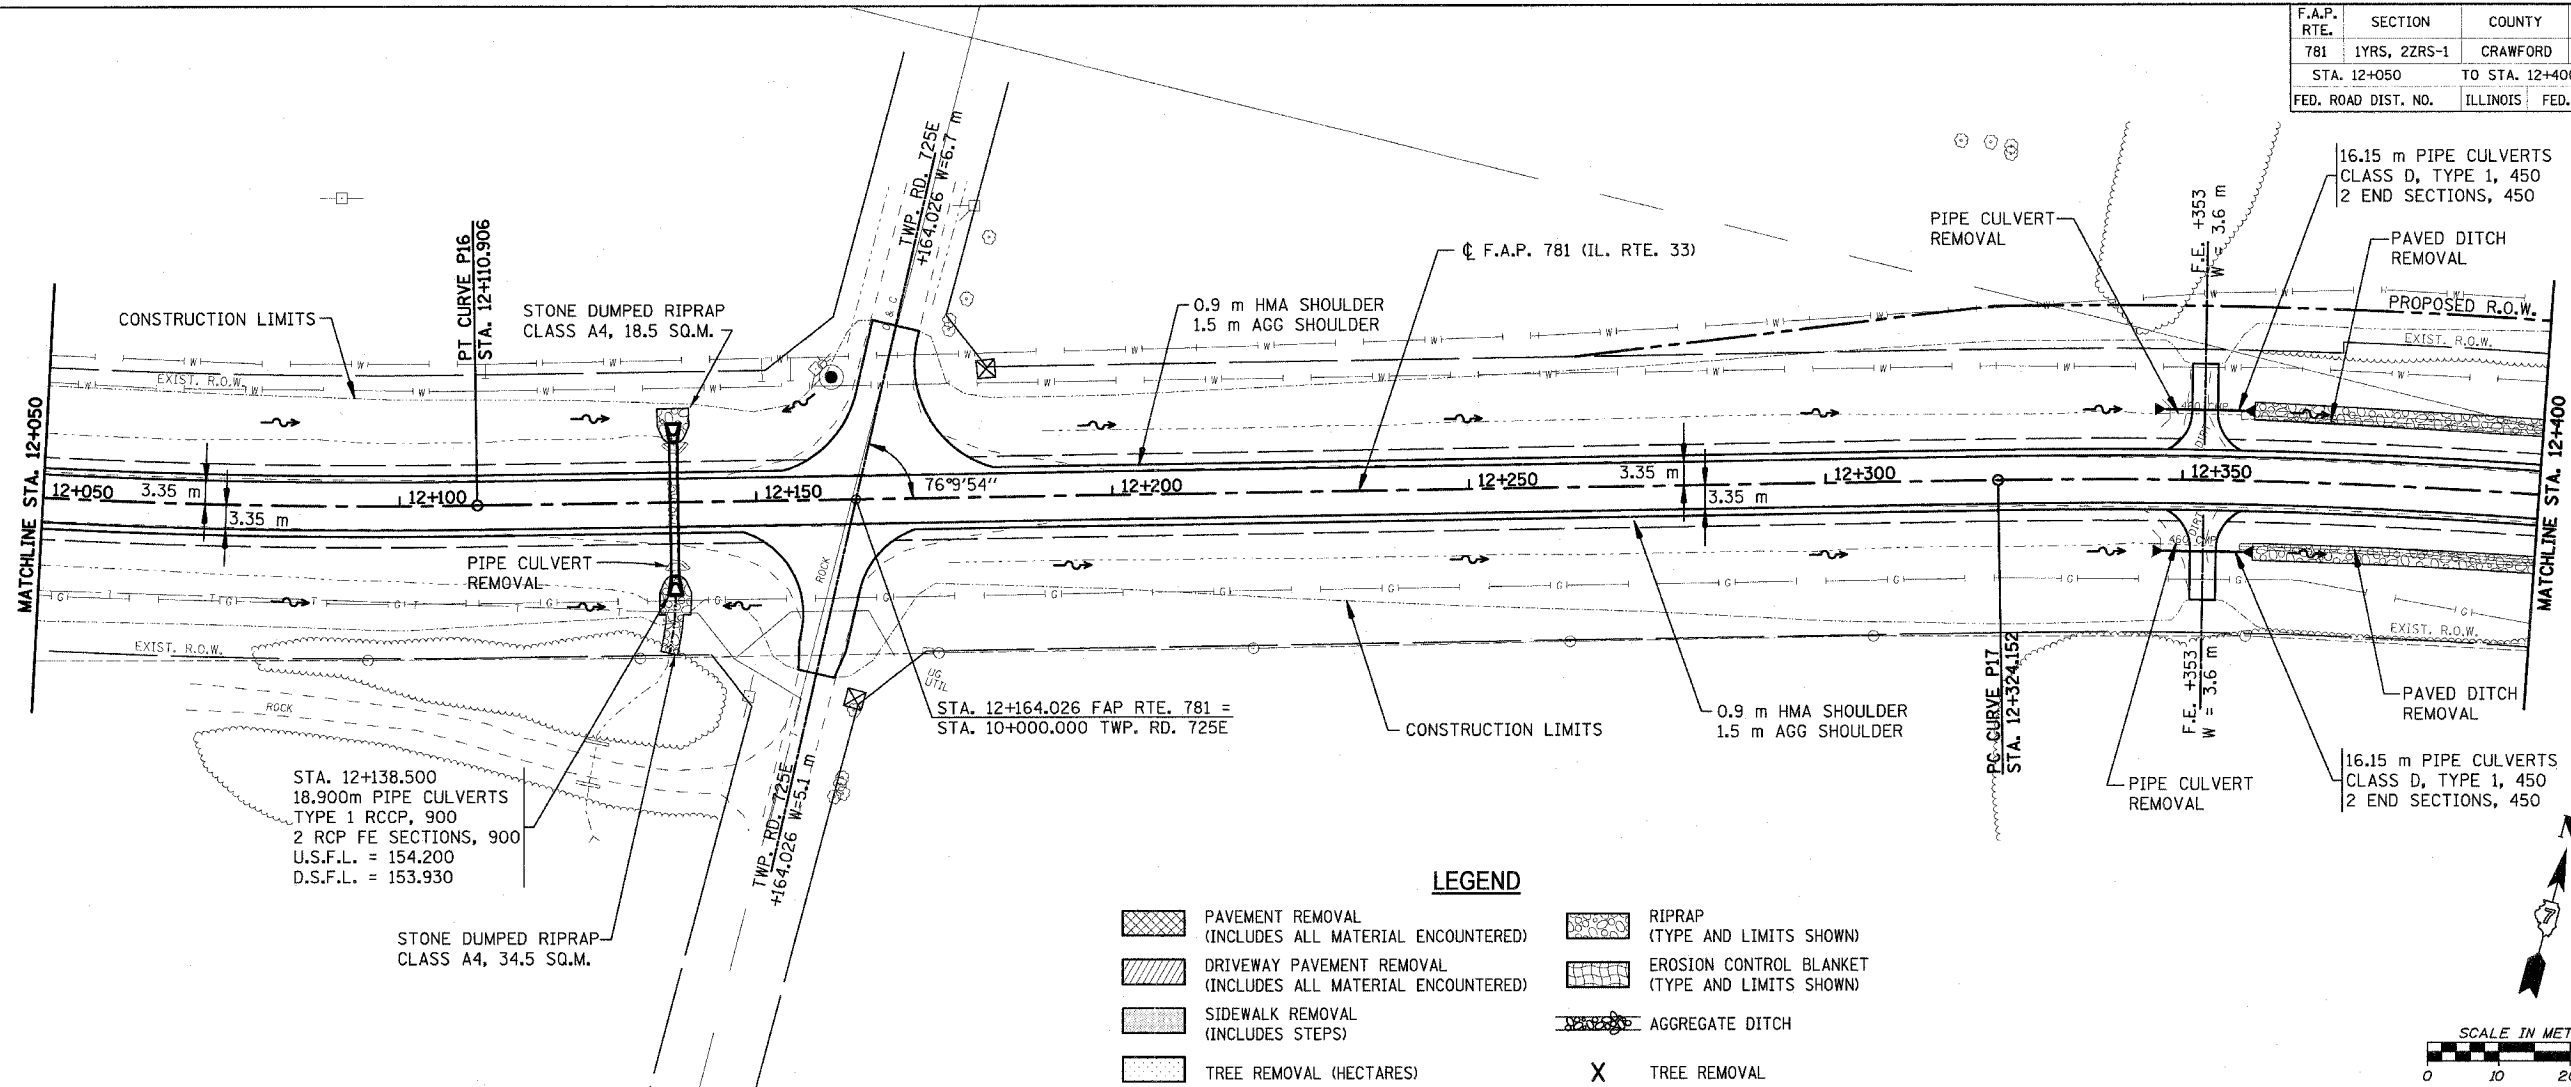 F.A.P. RTE.
SECTION
COUNTY
781
1YRS, 2ZRS-1
CRAWFORD
STA. 12+050 TO STA. 12+400
FED. ROAD DIST. NO.
ILLINOIS
FED.
16.15 m PIPE CULVERTS
CLASS D, TYPE 1, 450
2 END SECTIONS, 450
PIPE CULVERT
REMOVAL
F.E. +353
W = 3.6 m
PAVED DITCH
REMOVAL
TWP. RD. 725E
+164.026 W=6.7 m
℄ F.A.P. 781 (IL. RTE. 33)
PT CURVE P16
STA. 12+110.906
CONSTRUCTION LIMITS
STONE DUMPED RIPRAP
CLASS A4, 18.5 SQ.M.
0.9 m HMA SHOULDER
1.5 m AGG SHOULDER
PROPOSED R.O.W.
EXIST. R.O.W.
EXIST. R.O.W.
MATCHLINE STA. 12+050
12+050
3.35 m
3.35 m
12+100
12+150
76°9'54''
12+200
12+250
3.35 m
3.35 m
12+300
12+350
MATCHLINE STA. 12+400
460 CMP
DIRT
DIRT
460 CMP
PIPE CULVERT
REMOVAL
ROCK
EXIST. R.O.W.
EXIST. R.O.W.
ROCK
UG
UTIL
STA. 12+164.026 FAP RTE. 781 =
STA. 10+000.000 TWP. RD. 725E
CONSTRUCTION LIMITS
0.9 m HMA SHOULDER
1.5 m AGG SHOULDER
PC CURVE P17
STA. 12+324.152
F.E. +353
W = 3.6 m
PAVED DITCH
REMOVAL
PIPE CULVERT
REMOVAL
16.15 m PIPE CULVERTS
CLASS D, TYPE 1, 450
2 END SECTIONS, 450
STA. 12+138.500
18.900m PIPE CULVERTS
TYPE 1 RCCP, 900
2 RCP FE SECTIONS, 900
U.S.F.L. = 154.200
D.S.F.L. = 153.930
TWP. RD. 725E
+164.026 W=5.1 m
STONE DUMPED RIPRAP
CLASS A4, 34.5 SQ.M.
LEGEND
PAVEMENT REMOVAL
(INCLUDES ALL MATERIAL ENCOUNTERED)
DRIVEWAY PAVEMENT REMOVAL
(INCLUDES ALL MATERIAL ENCOUNTERED)
SIDEWALK REMOVAL
(INCLUDES STEPS)
TREE REMOVAL (HECTARES)
RIPRAP
(TYPE AND LIMITS SHOWN)
EROSION CONTROL BLANKET
(TYPE AND LIMITS SHOWN)
AGGREGATE DITCH
X TREE REMOVAL
7
SCALE IN MET
0 10 20